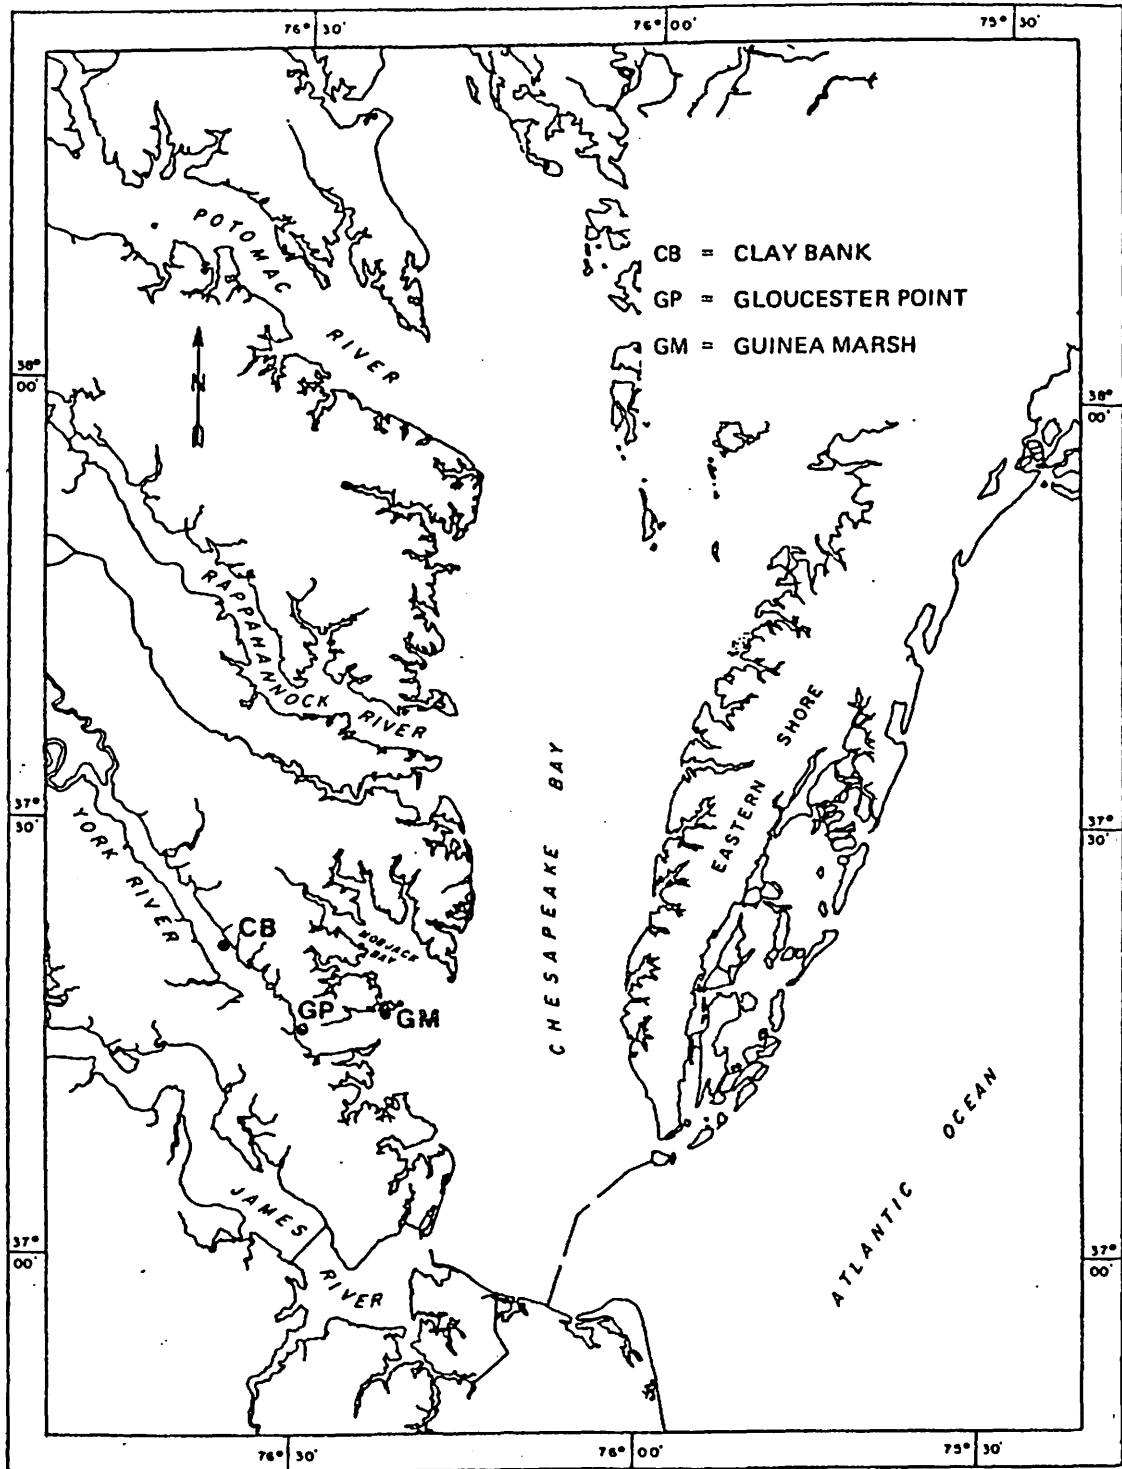 76° 30' 76° 00' 75° 30'
POTOMAC RIVER
CB = CLAY BANK
GP = GLOUCESTER POINT
GM = GUINEA MARSH
N
38° 00'
38° 00'
RAPPAHANNOCK RIVER
CHESAPEAKE BAY
EASTERN SHORE
37° 30'
37° 30'
YORK RIVER
CB
MOBJACK BAY
GP
GM
ATLANTIC OCEAN
JAMES RIVER
37° 00'
37° 00'
76° 30' 76° 00' 75° 30'